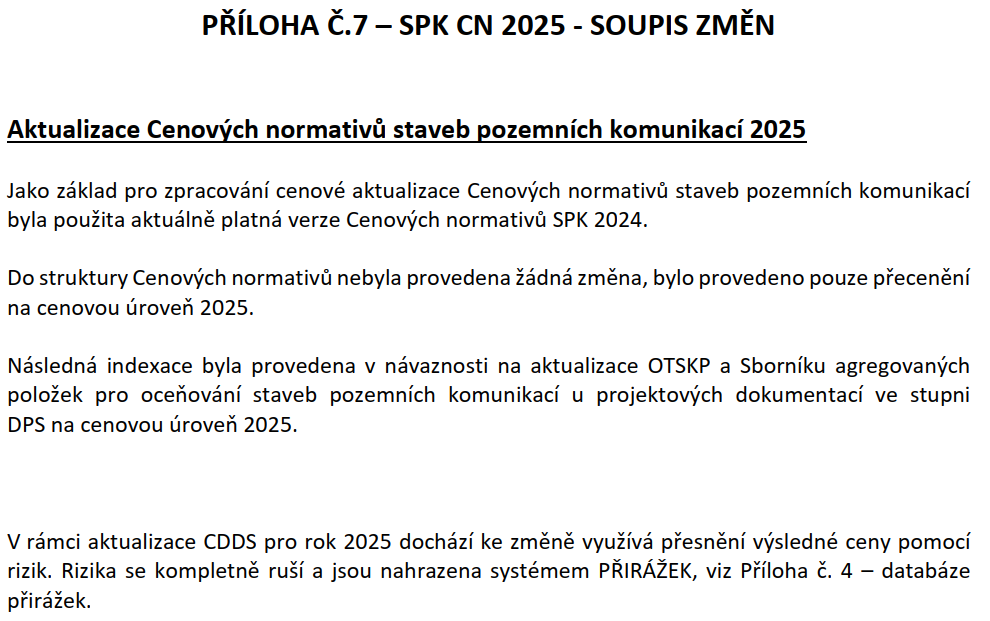 PŘÍLOHA Č.7 – SPK CN 2025 - SOUPIS ZMĚN
Aktualizace Cenových normativů staveb pozemních komunikací 2025
Jako základ pro zpracování cenové aktualizace Cenových normativů staveb pozemních komunikací
byla použita aktuálně platná verze Cenových normativů SPK 2024.
Do struktury Cenových normativů nebyla provedena žádná změna, bylo provedeno pouze přecenění
na cenovou úroveň 2025.
Následná indexace byla provedena v návaznosti na aktualizace OTSKP a Sborníku agregovaných
položek pro oceňování staveb pozemních komunikací u projektových dokumentací ve stupni
DPS na cenovou úroveň 2025.
V rámci aktualizace CDDS pro rok 2025 dochází ke změně využívá přesnění výsledné ceny pomocí
rizik. Rizika se kompletně ruší a jsou nahrazena systémem PŘIRÁŽEK, viz Příloha č. 4 – databáze
přirážek.